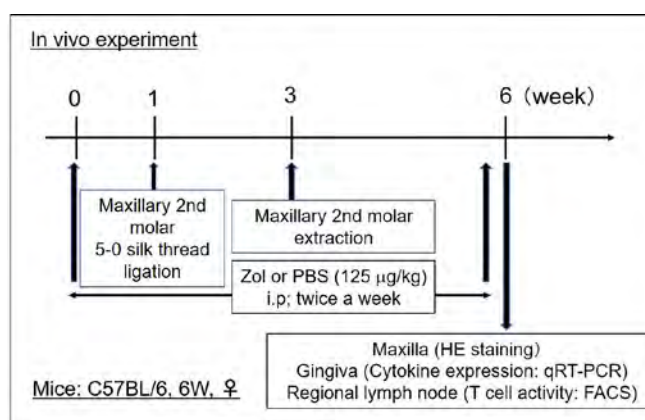 In vivo experiment
0 1 3 6 (week)
Maxillary 2nd
molar
5-0 silk thread
ligation
Maxillary 2nd molar
extraction
Zol or PBS (125 μg/kg)
i.p; twice a week
Maxilla (HE staining)
Gingiva (Cytokine expression: qRT-PCR)
Regional lymph node (T cell activity: FACS)
Mice: C57BL/6, 6W, ♀